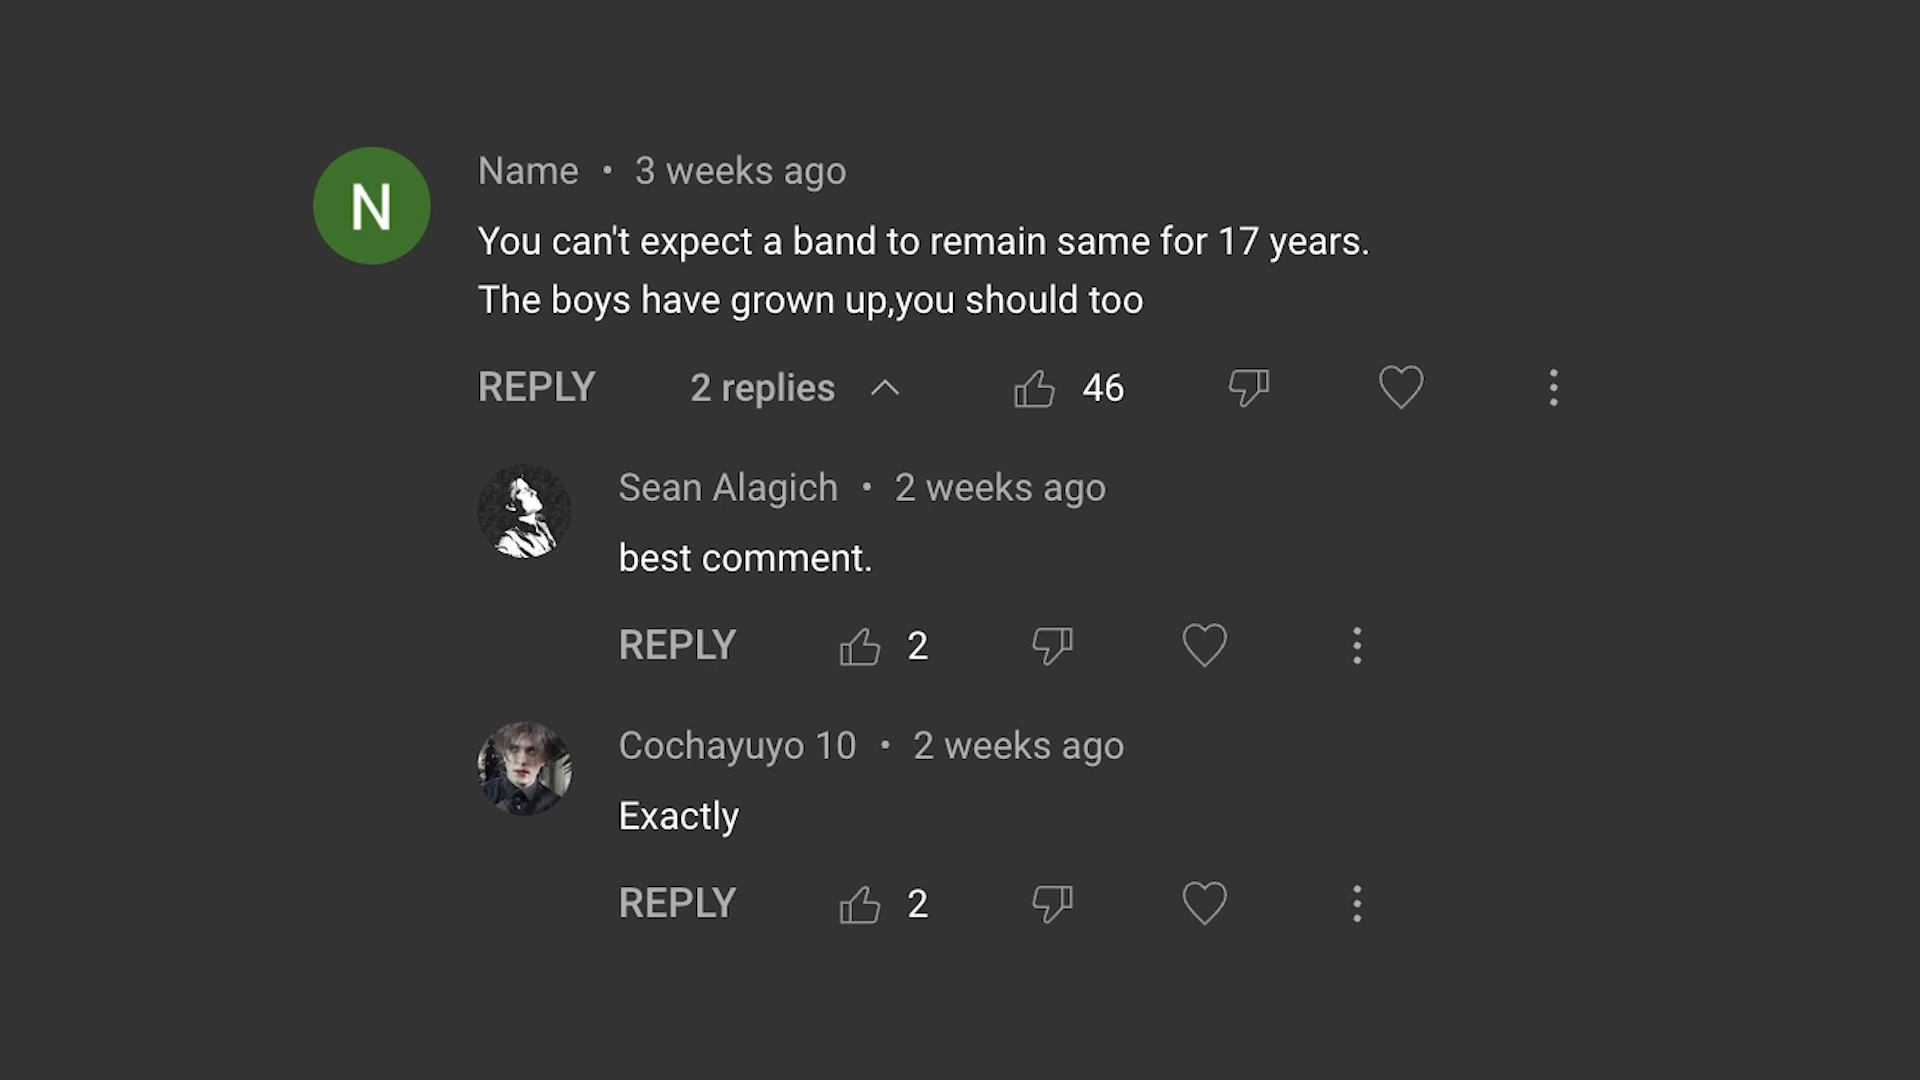 N
Name • 3 weeks ago
You can't expect a band to remain same for 17 years.
The boys have grown up,you should too
REPLY 2 replies 46
Sean Alagich • 2 weeks ago
best comment.
REPLY 2
Cochayuyo 10 • 2 weeks ago
Exactly
REPLY 2